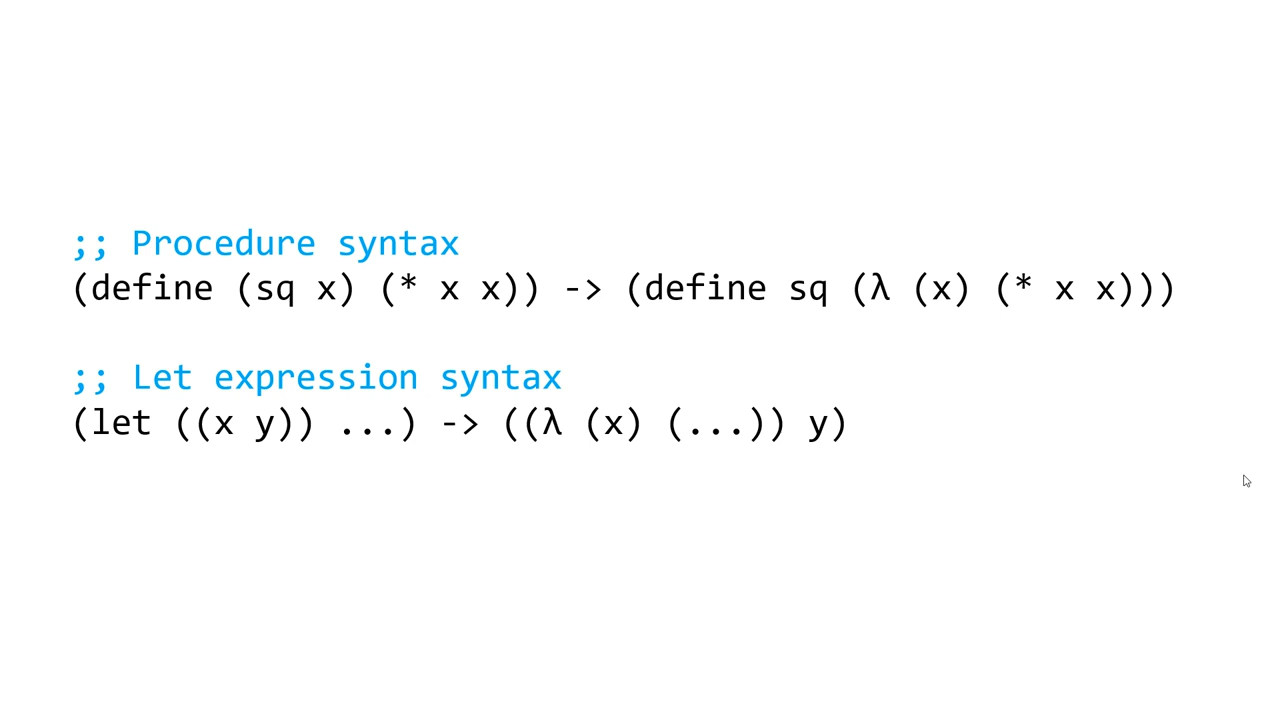 ;; Procedure syntax
(define (sq x) (* x x)) -> (define sq (λ (x) (* x x)))
;; Let expression syntax
(let ((x y)) ...) -> ((λ (x) (...)) y)